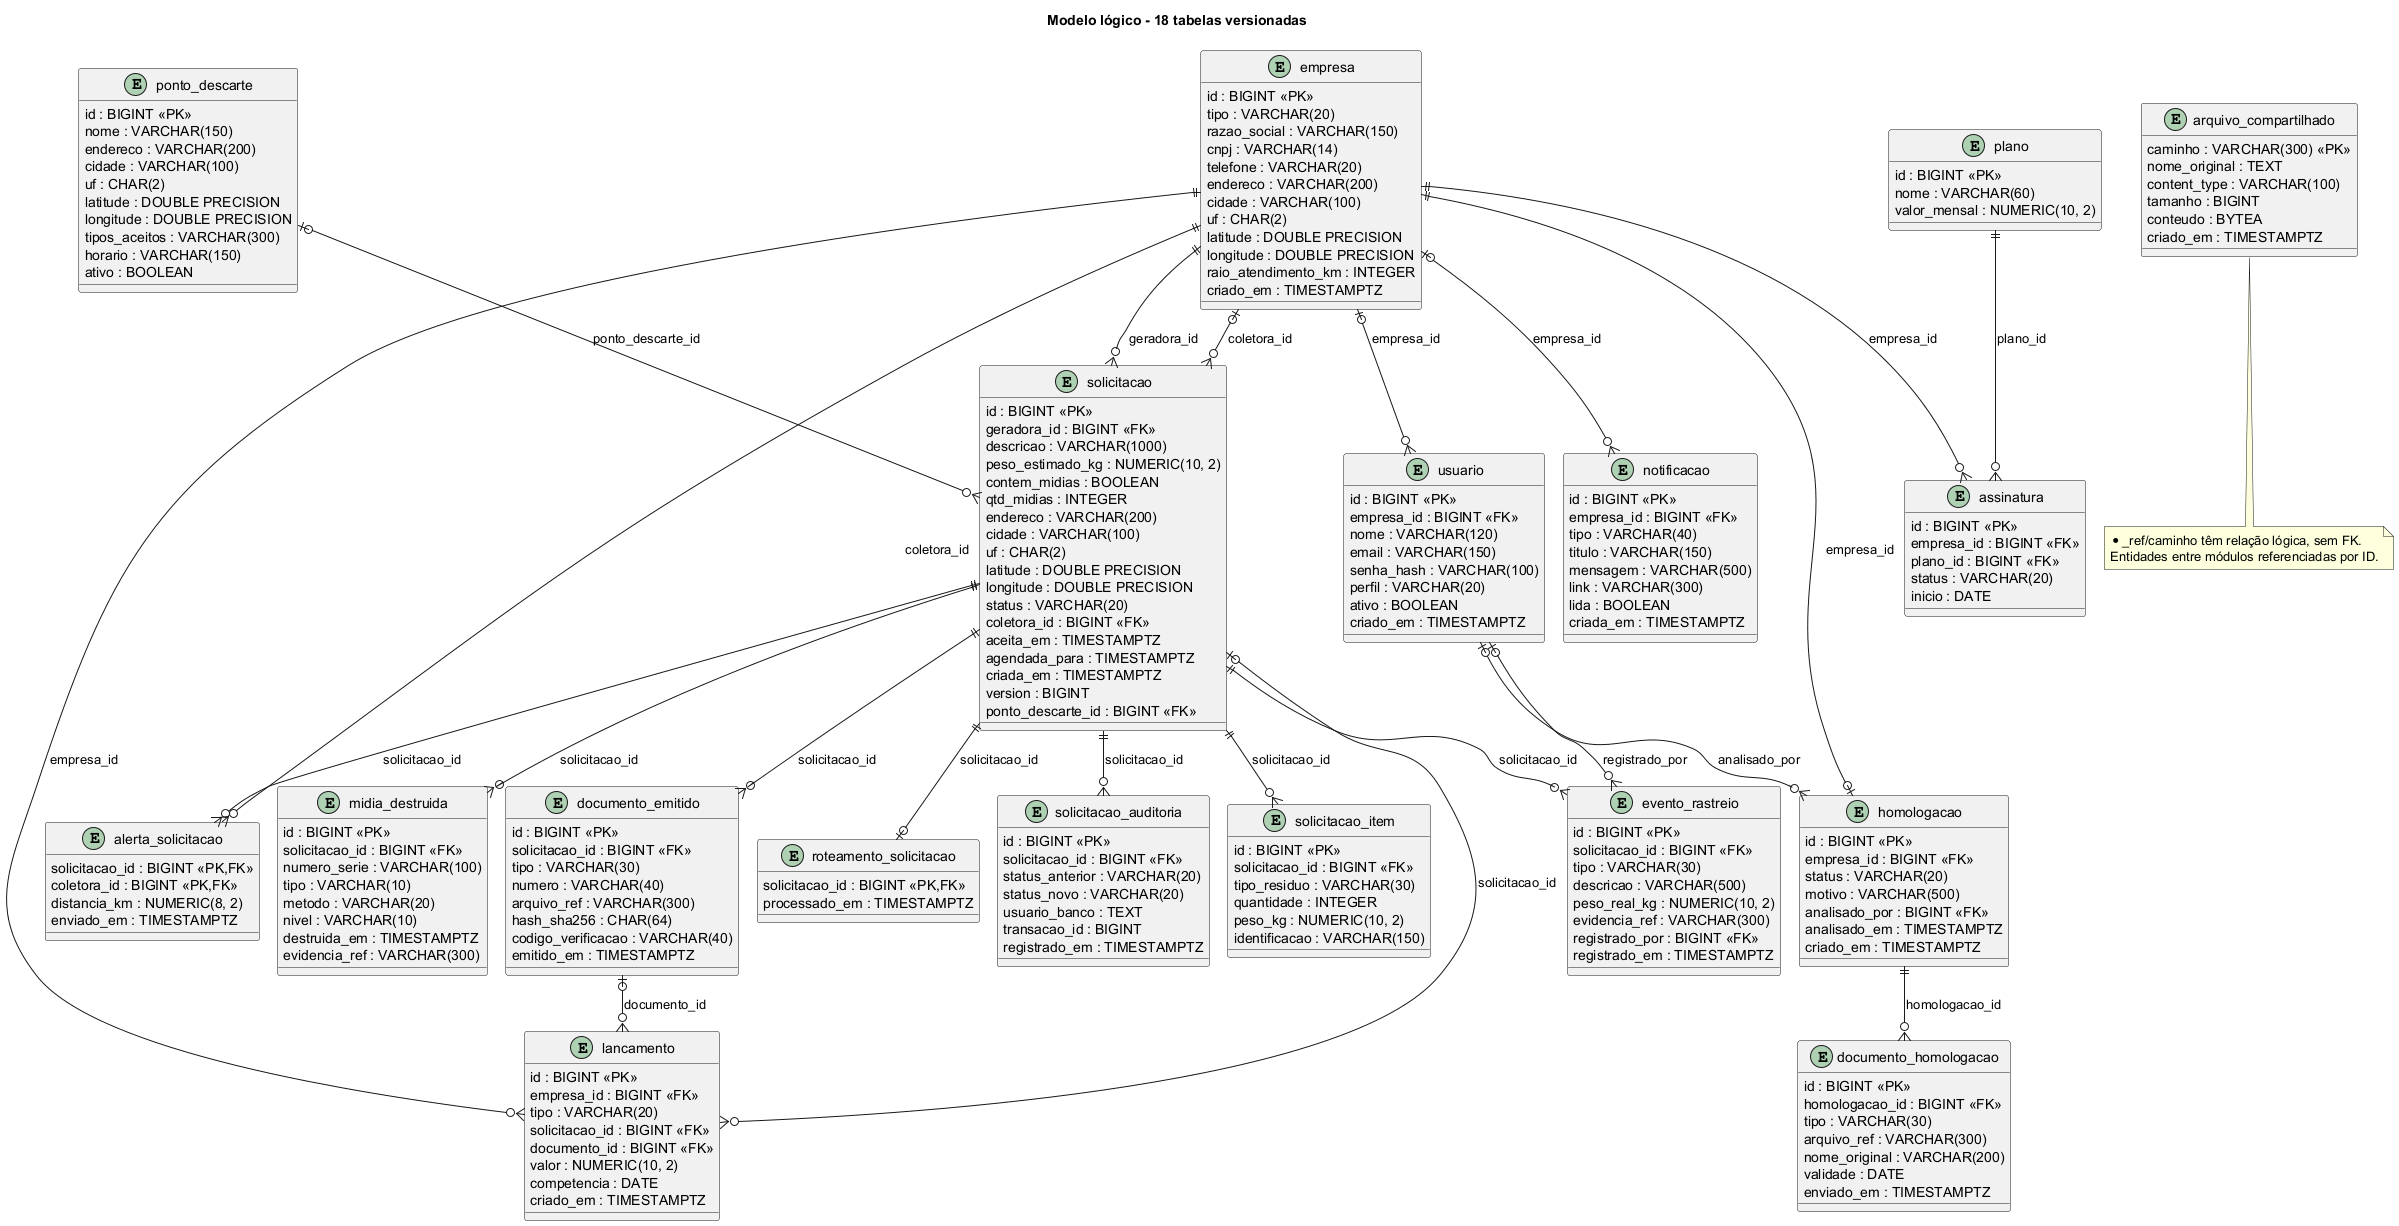 Modelo lógico - 18 tabelas versionadas
E ponto_descarte
id : BIGINT «PK»
nome : VARCHAR(150)
endereco : VARCHAR(200)
cidade : VARCHAR(100)
uf : CHAR(2)
latitude : DOUBLE PRECISION
longitude : DOUBLE PRECISION
tipos_aceitos : VARCHAR(300)
horario : VARCHAR(150)
ativo : BOOLEAN
E empresa
id : BIGINT «PK»
tipo : VARCHAR(20)
razao_social : VARCHAR(150)
cnpj : VARCHAR(14)
telefone : VARCHAR(20)
endereco : VARCHAR(200)
cidade : VARCHAR(100)
uf : CHAR(2)
latitude : DOUBLE PRECISION
longitude : DOUBLE PRECISION
raio_atendimento_km : INTEGER
criado_em : TIMESTAMPTZ
E plano
id : BIGINT «PK»
nome : VARCHAR(60)
valor_mensal : NUMERIC(10, 2)
E arquivo_compartilhado
caminho : VARCHAR(300) «PK»
nome_original : TEXT
content_type : VARCHAR(100)
tamanho : BIGINT
conteudo : BYTEA
criado_em : TIMESTAMPTZ
ponto_descarte_id
geradora_id
coletora_id
empresa_id
empresa_id
empresa_id
plano_id
E solicitacao
id : BIGINT «PK»
geradora_id : BIGINT «FK»
descricao : VARCHAR(1000)
peso_estimado_kg : NUMERIC(10, 2)
contem_midias : BOOLEAN
qtd_midias : INTEGER
endereco : VARCHAR(200)
cidade : VARCHAR(100)
uf : CHAR(2)
latitude : DOUBLE PRECISION
longitude : DOUBLE PRECISION
status : VARCHAR(20)
coletora_id : BIGINT «FK»
aceita_em : TIMESTAMPTZ
agendada_para : TIMESTAMPTZ
criada_em : TIMESTAMPTZ
version : BIGINT
ponto_descarte_id : BIGINT «FK»
E usuario
id : BIGINT «PK»
empresa_id : BIGINT «FK»
nome : VARCHAR(120)
email : VARCHAR(150)
senha_hash : VARCHAR(100)
perfil : VARCHAR(20)
ativo : BOOLEAN
criado_em : TIMESTAMPTZ
E notificacao
id : BIGINT «PK»
empresa_id : BIGINT «FK»
tipo : VARCHAR(40)
titulo : VARCHAR(150)
mensagem : VARCHAR(500)
link : VARCHAR(300)
lida : BOOLEAN
criada_em : TIMESTAMPTZ
E assinatura
id : BIGINT «PK»
empresa_id : BIGINT «FK»
plano_id : BIGINT «FK»
status : VARCHAR(20)
inicio : DATE
• _ref/caminho têm relação lógica, sem FK.
Entidades entre módulos referenciadas por ID.
coletora_id
empresa_id
empresa_id
solicitacao_id
solicitacao_id
solicitacao_id
solicitacao_id
solicitacao_id
solicitacao_id
solicitacao_id
registrado_por
analisado_por
E alerta_solicitacao
solicitacao_id : BIGINT «PK,FK»
coletora_id : BIGINT «PK,FK»
distancia_km : NUMERIC(8, 2)
enviado_em : TIMESTAMPTZ
E midia_destruida
id : BIGINT «PK»
solicitacao_id : BIGINT «FK»
numero_serie : VARCHAR(100)
tipo : VARCHAR(10)
metodo : VARCHAR(20)
nivel : VARCHAR(10)
destruida_em : TIMESTAMPTZ
evidencia_ref : VARCHAR(300)
E documento_emitido
id : BIGINT «PK»
solicitacao_id : BIGINT «FK»
tipo : VARCHAR(30)
numero : VARCHAR(40)
arquivo_ref : VARCHAR(300)
hash_sha256 : CHAR(64)
codigo_verificacao : VARCHAR(40)
emitido_em : TIMESTAMPTZ
E roteamento_solicitacao
solicitacao_id : BIGINT «PK,FK»
processado_em : TIMESTAMPTZ
E solicitacao_auditoria
id : BIGINT «PK»
solicitacao_id : BIGINT «FK»
status_anterior : VARCHAR(20)
status_novo : VARCHAR(20)
usuario_banco : TEXT
transacao_id : BIGINT
registrado_em : TIMESTAMPTZ
E solicitacao_item
id : BIGINT «PK»
solicitacao_id : BIGINT «FK»
tipo_residuo : VARCHAR(30)
quantidade : INTEGER
peso_kg : NUMERIC(10, 2)
identificacao : VARCHAR(150)
solicitacao_id
E evento_rastreio
id : BIGINT «PK»
solicitacao_id : BIGINT «FK»
tipo : VARCHAR(30)
descricao : VARCHAR(500)
peso_real_kg : NUMERIC(10, 2)
evidencia_ref : VARCHAR(300)
registrado_por : BIGINT «FK»
registrado_em : TIMESTAMPTZ
E homologacao
id : BIGINT «PK»
empresa_id : BIGINT «FK»
status : VARCHAR(20)
motivo : VARCHAR(500)
analisado_por : BIGINT «FK»
analisado_em : TIMESTAMPTZ
criado_em : TIMESTAMPTZ
documento_id
homologacao_id
E lancamento
id : BIGINT «PK»
empresa_id : BIGINT «FK»
tipo : VARCHAR(20)
solicitacao_id : BIGINT «FK»
documento_id : BIGINT «FK»
valor : NUMERIC(10, 2)
competencia : DATE
criado_em : TIMESTAMPTZ
E documento_homologacao
id : BIGINT «PK»
homologacao_id : BIGINT «FK»
tipo : VARCHAR(30)
arquivo_ref : VARCHAR(300)
nome_original : VARCHAR(200)
validade : DATE
enviado_em : TIMESTAMPTZ